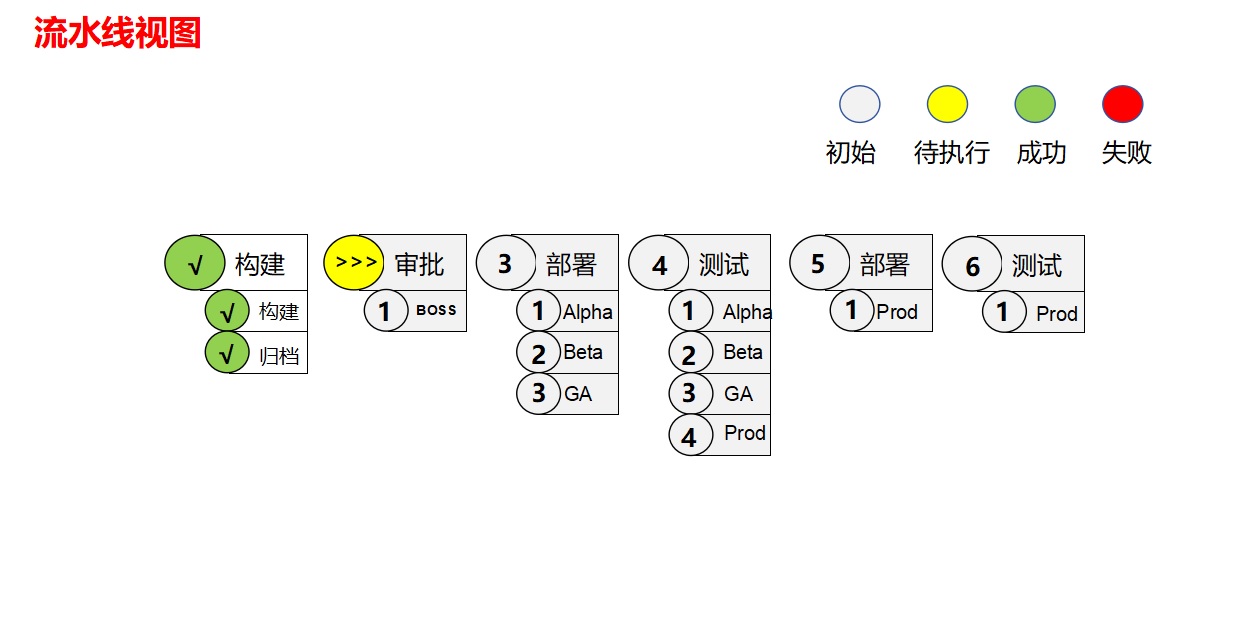 流水线视图
初始 待执行 成功 失败
√ 构建 >>> 审批 3 部署 4 测试 5 部署 6 测试
√ 构建 1 BOSS 1 Alpha 1 Alpha 1 Prod 1 Prod
√ 归档 2 Beta 2 Beta
3 GA 3 GA
4 Prod